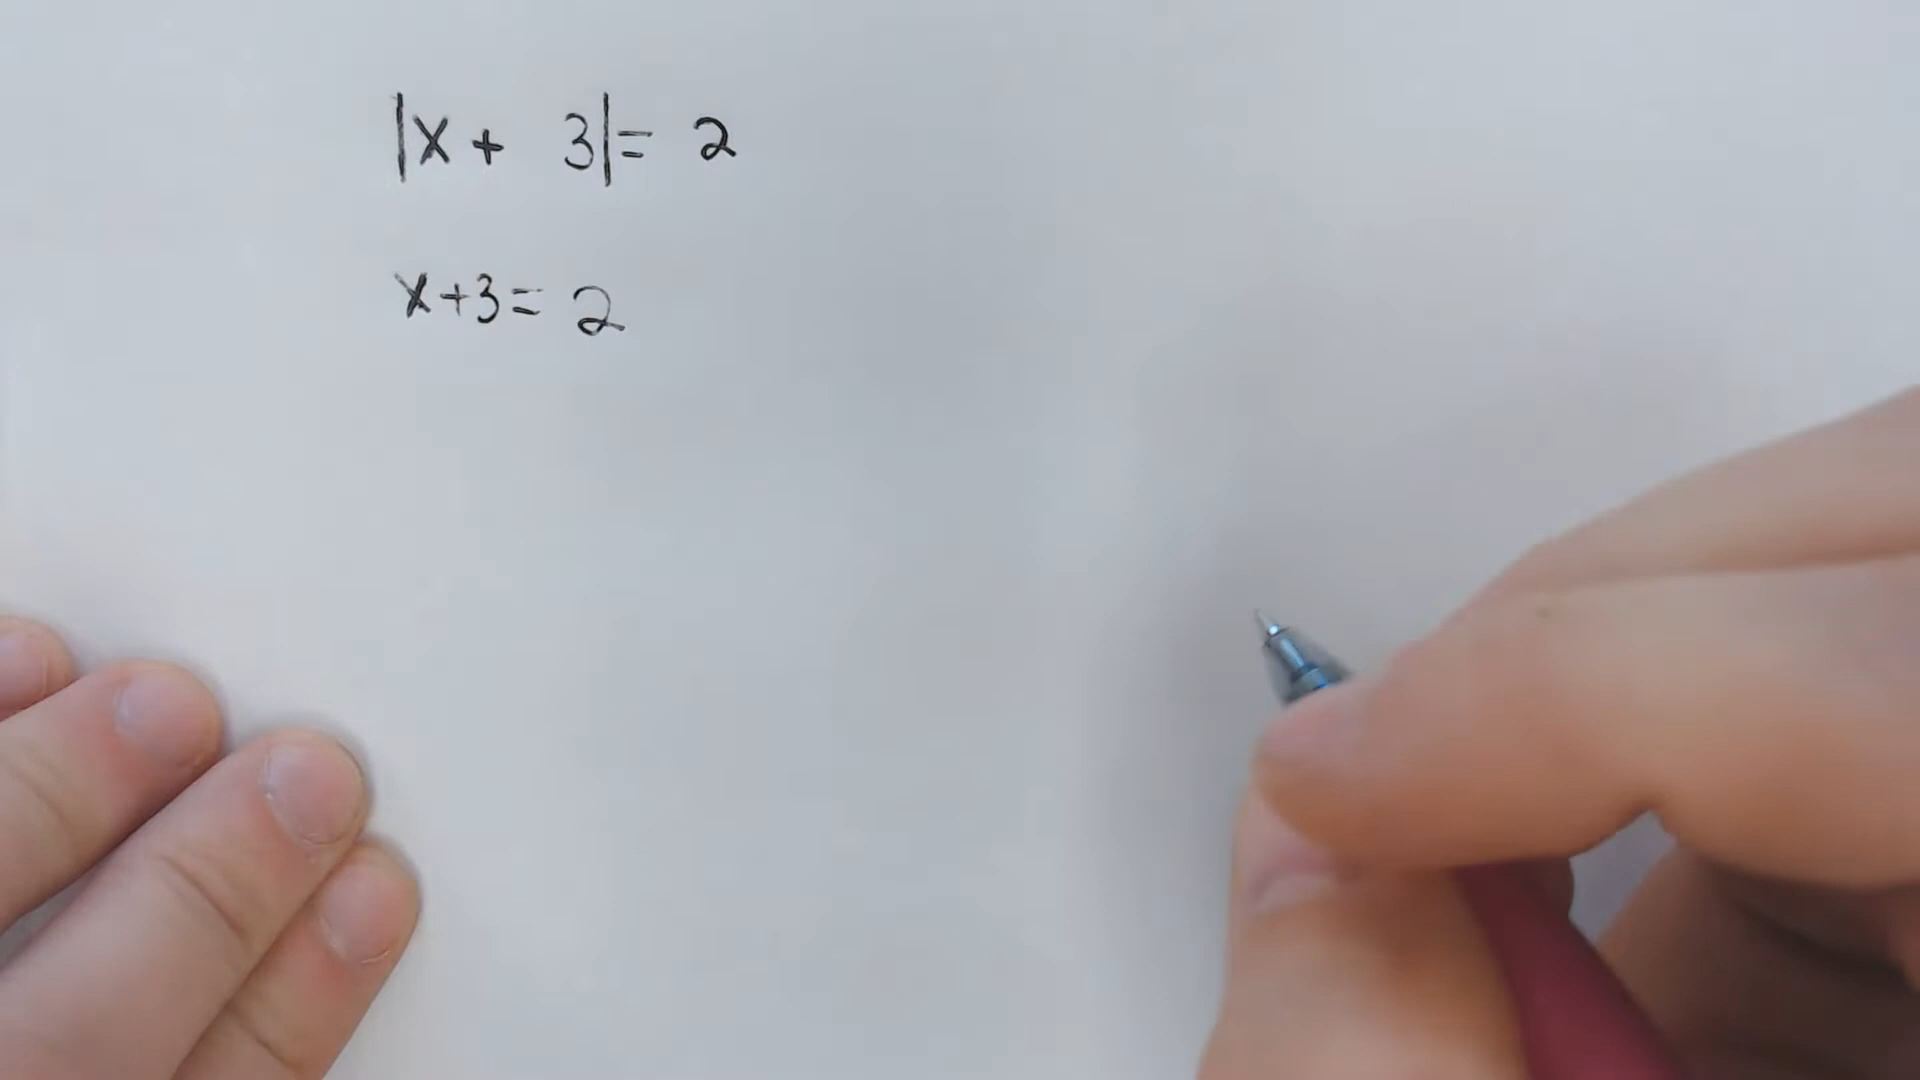 |x + 3| = 2
x+3= 2